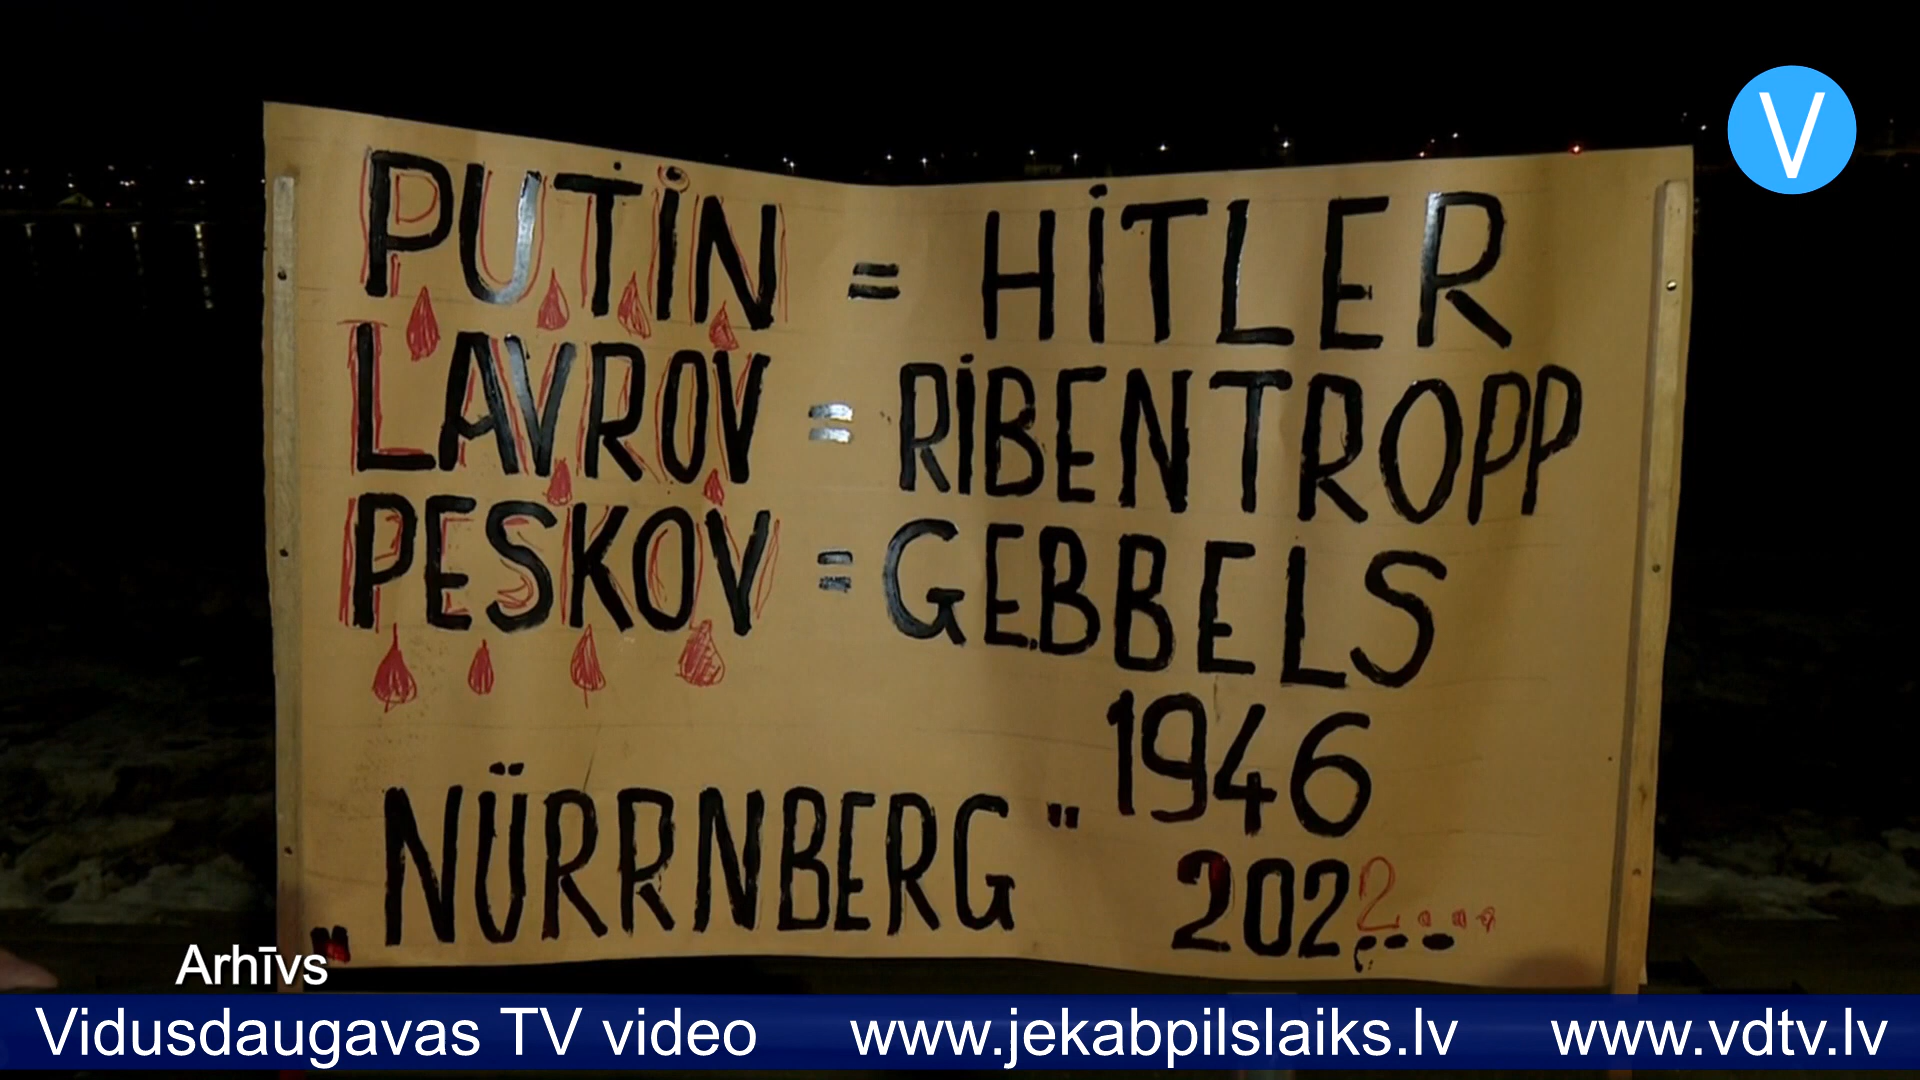 V
PUTIN = HITLER
LAVROV = RIBENTROPP
PESKOV = GEBBELS
1946
„NÜRRNBERG"
2022....
Arhīvs
Vidusdaugavas TV video www.jekabpilslaiks.lv www.vdtv.lv